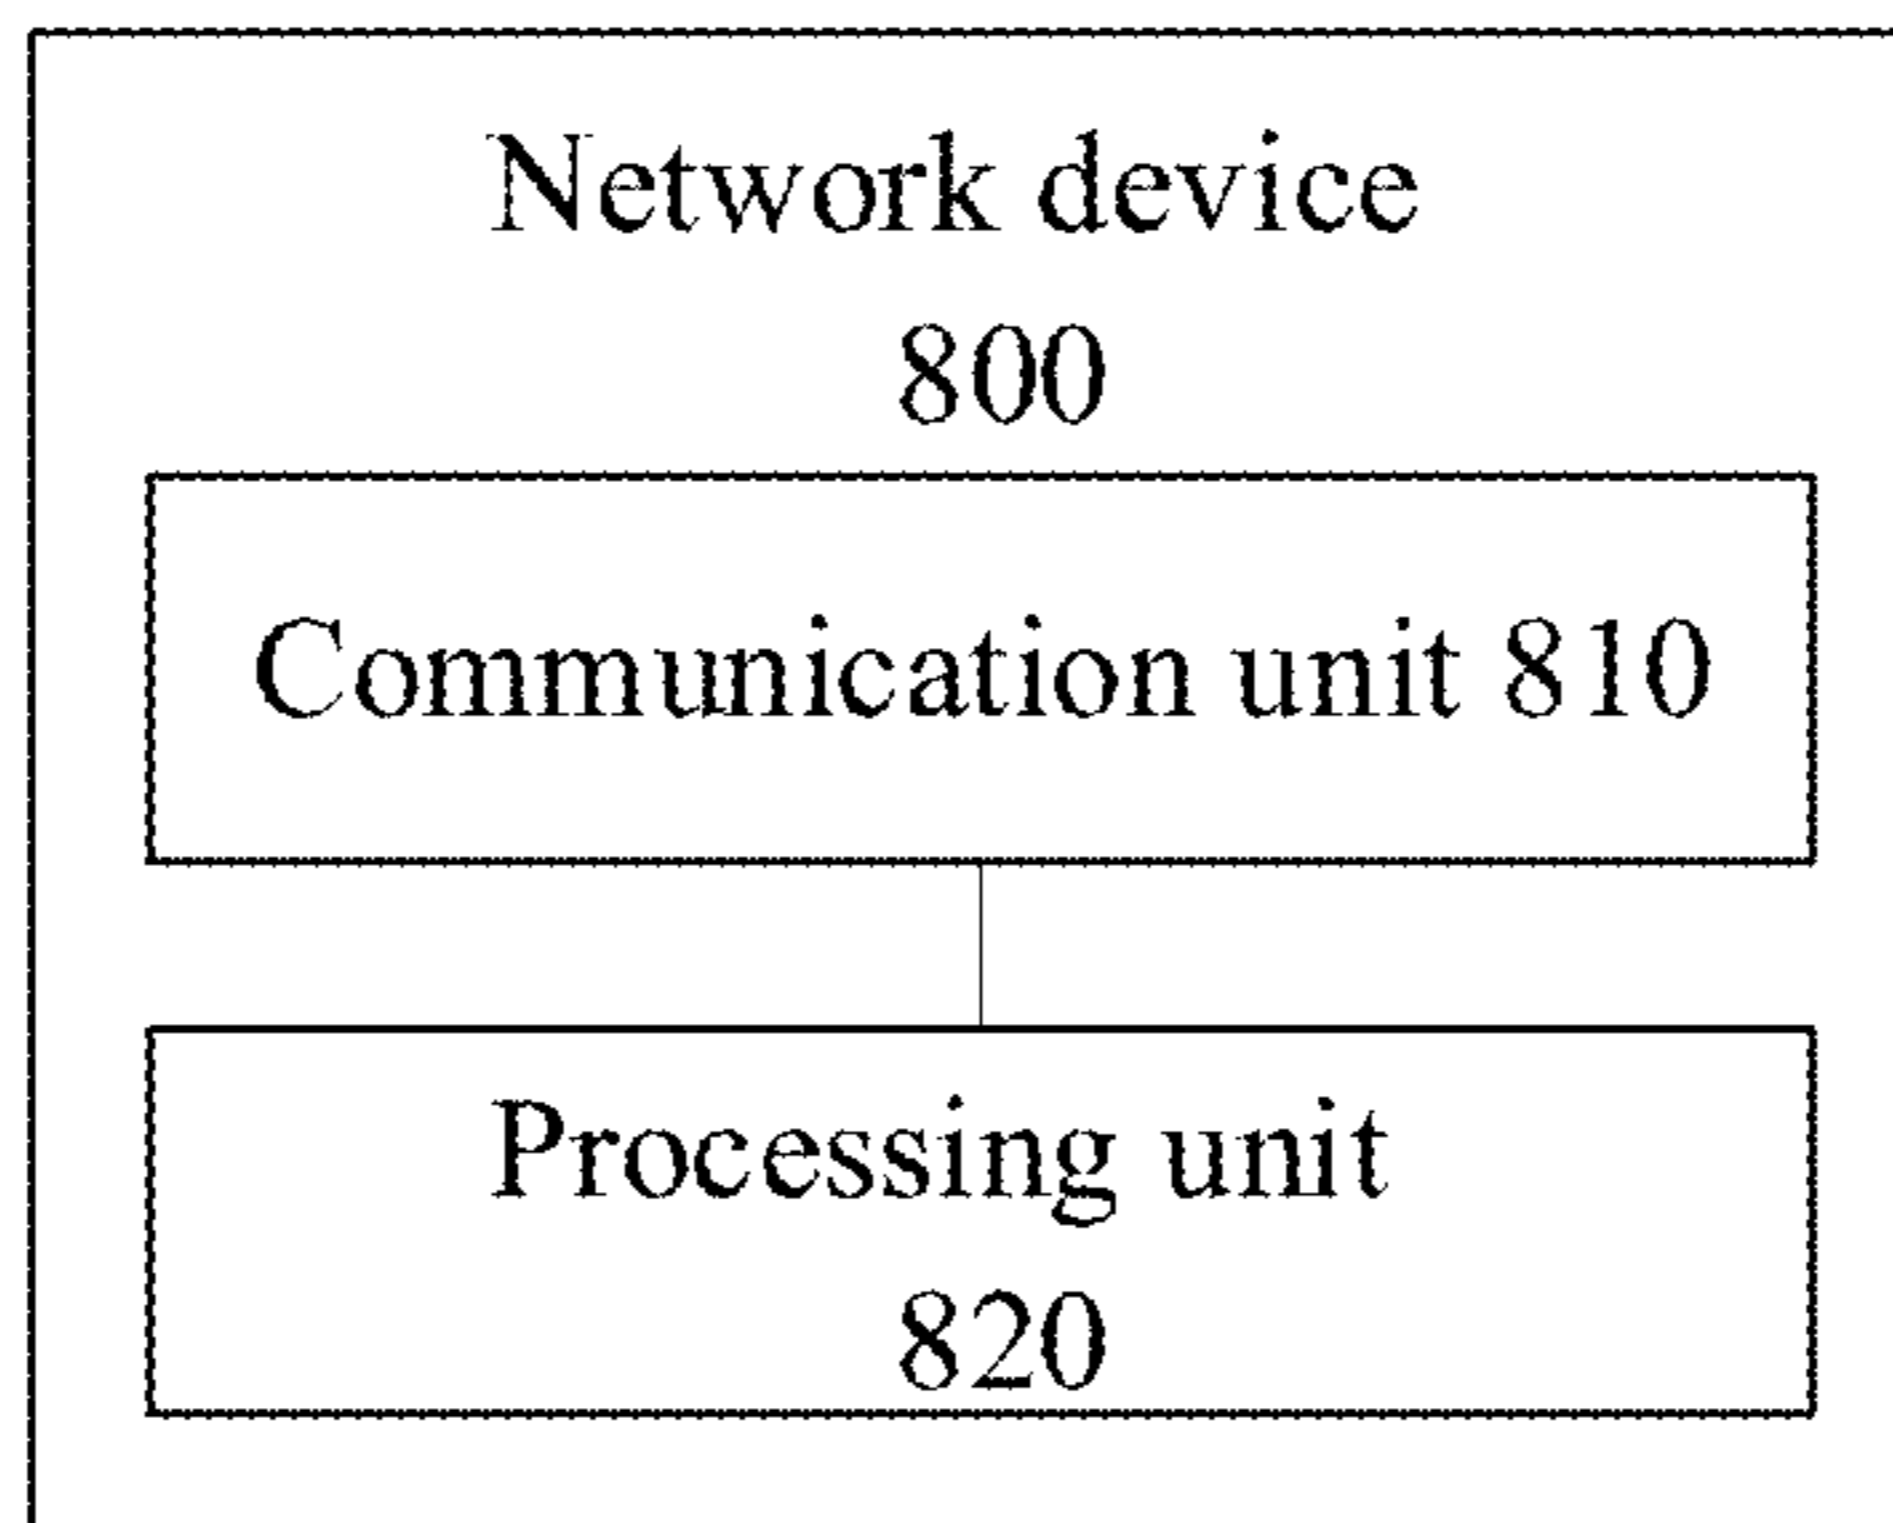 Network device
800
Communication unit 810
Processing unit
820